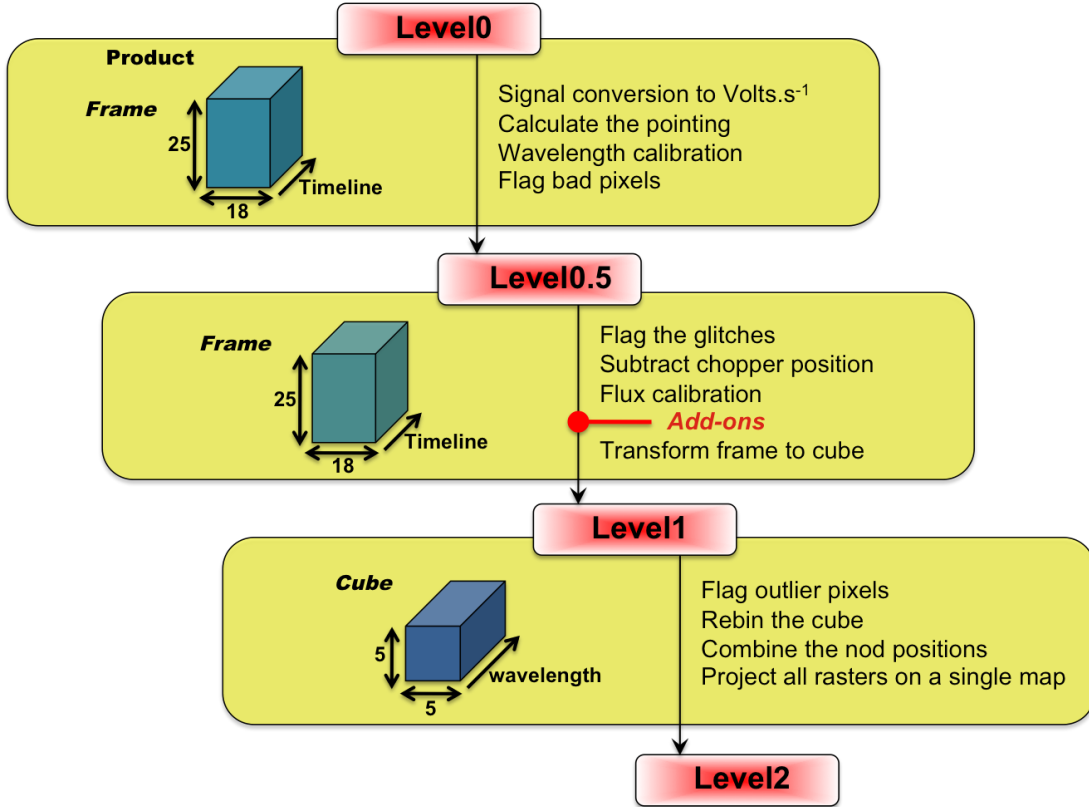 Level0
Product
Frame
25
18
Timeline
Signal conversion to Volts.s⁻¹
Calculate the pointing
Wavelength calibration
Flag bad pixels
Level0.5
Frame
25
18
Timeline
Flag the glitches
Subtract chopper position
Flux calibration
Add-ons
Transform frame to cube
Level1
Cube
5
5
wavelength
Flag outlier pixels
Rebin the cube
Combine the nod positions
Project all rasters on a single map
Level2